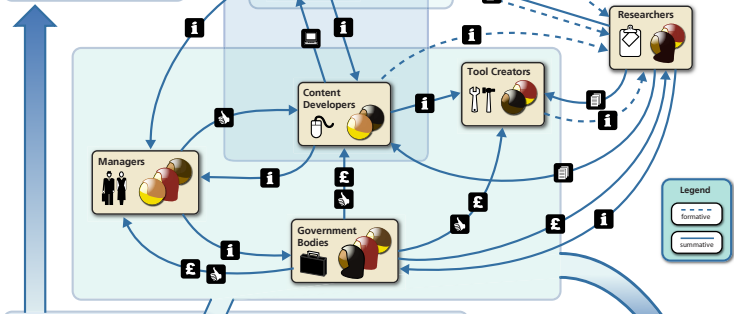 Researchers
i
i
i
Tool Creators
Content
Developers
i
i
Managers
i
£
£
Legend
formative
summative
Government
Bodies
£
i
i
£